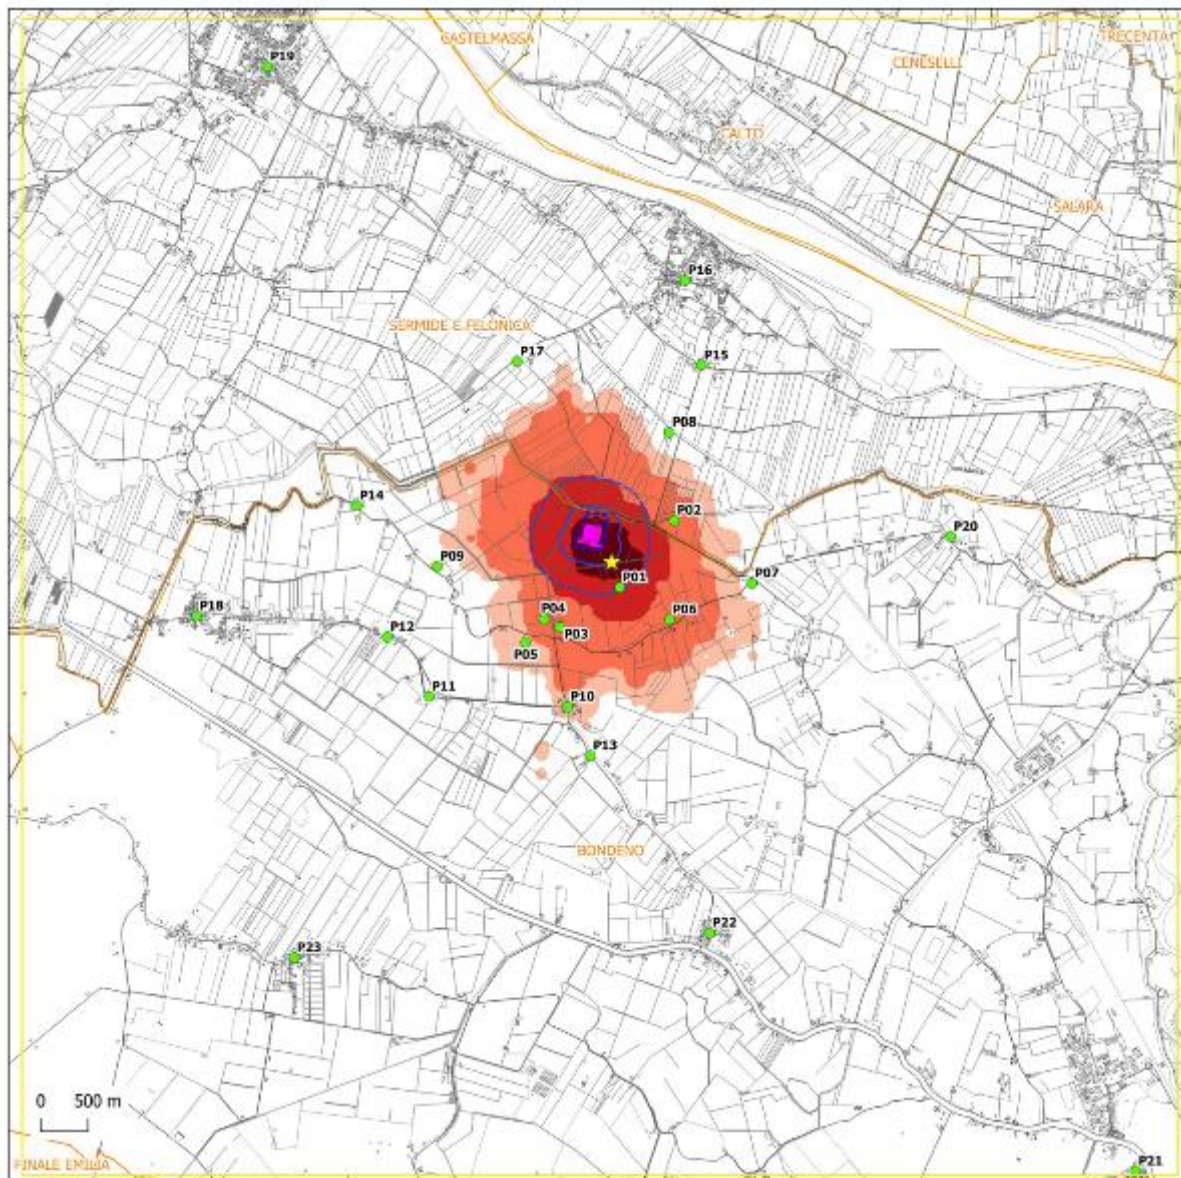 CASTELMASSA
TRECENTA
P19
CENESELLI
CALTO
SALARA
P16
SERMIDE E FELONICA
P17
P15
P08
P14
P02
P20
P09
P01
P07
P18
P04
P06
P03
P12
P05
P11
P10
P13
BONDENO
P22
P23
0 500 m
FINALE EMILIA
P21